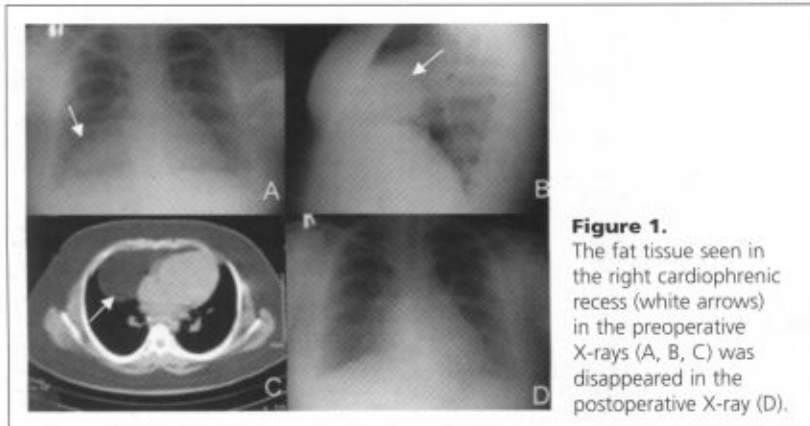 A
B
C
D
Figure 1.
The fat tissue seen in
the right cardiophrenic
recess (white arrows)
in the preoperative
X-rays (A, B, C) was
disappeared in the
postoperative X-ray (D).